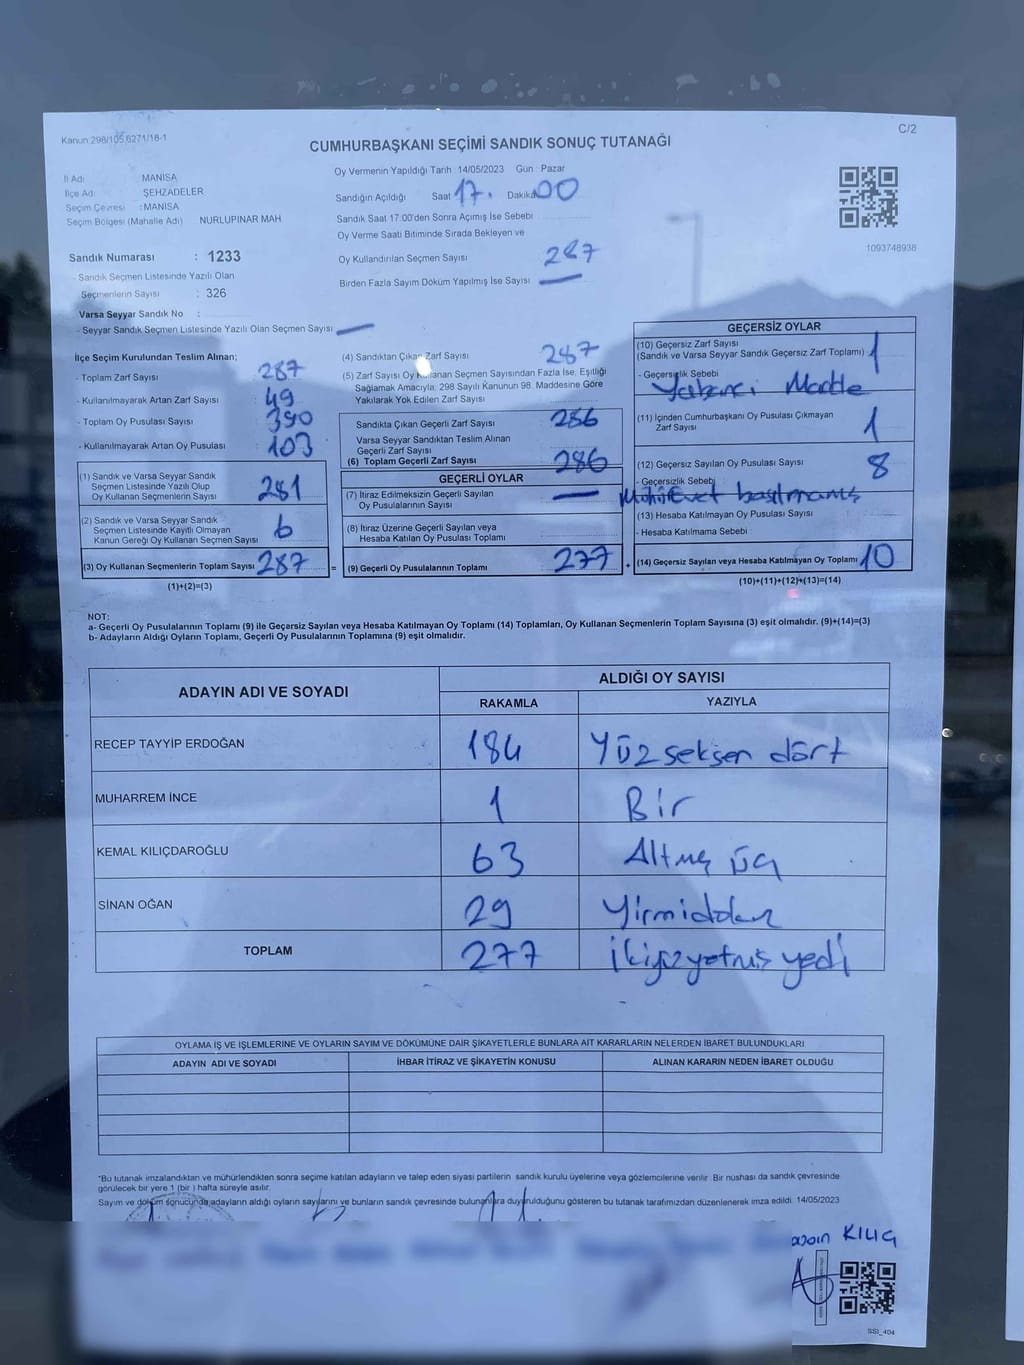 Kanun:298/105,6271/18-1
C/2
CUMHURBAŞKANI SEÇİMİ SANDIK SONUÇ TUTANAĞI
İl Adı : MANİSA
İlçe Adı : ŞEHZADELER
Seçim Çevresi : MANİSA
Seçim Bölgesi (Mahalle Adı) NURLUPINAR MAH
Sandık Numarası : 1233
- Sandık Seçmen Listesinde Yazılı Olan
Seçmenlerin Sayısı : 326
Varsa Seyyar Sandık No :
- Seyyar Sandık Seçmen Listesinde Yazılı Olan Seçmen Sayısı —
Oy Vermenin Yapıldığı Tarih 14/05/2023 Gün Pazar
Sandığın Açıldığı Saat 17. Dakika 00
Sandık Saat 17:00'den Sonra Açımış İse Sebebi
Oy Verme Saati Bitiminde Sırada Bekleyen ve
Oy Kullandırılan Seçmen Sayısı 287
Birden Fazla Sayım Döküm Yapılmış İse Sayısı —
1093748938
İlçe Seçim Kurulundan Teslim Alınan;
- Toplam Zarf Sayısı 287
- Kullanılmayarak Artan Zarf Sayısı 49
- Toplam Oy Pusulası Sayısı 390
- Kullanılmayarak Artan Oy Pusulası 103
(1) Sandık ve Varsa Seyyar Sandık
Seçmen Listesinde Yazılı Olup
Oy Kullanan Seçmenlerin Sayısı 281
(2) Sandık ve Varsa Seyyar Sandık
Seçmen Listesinde Kayıtlı Olmayan
Kanun Gereği Oy Kullanan Seçmen Sayısı 6
(3) Oy Kullanan Seçmenlerin Toplam Sayısı 287 =
(1)+(2)=(3)
(4) Sandıktan Çıkan Zarf Sayısı 287
(5) Zarf Sayısı Oy Kullanan Seçmen Sayısından Fazla İse, Eşitliği
Sağlamak Amacıyla; 298 Sayılı Kanunun 98. Maddesine Göre
Yakılarak Yok Edilen Zarf Sayısı
Sandıkta Çıkan Geçerli Zarf Sayısı 286
Varsa Seyyar Sandıktan Teslim Alınan
Geçerli Zarf Sayısı
(6) Toplam Geçerli Zarf Sayısı 286
GEÇERLİ OYLAR
(7) İtiraz Edilmeksizin Geçerli Sayılan
Oy Pusulalarının Sayısı —
(8) İtiraz Üzerine Geçerli Sayılan veya
Hesaba Katılan Oy Pusulası Toplamı
(9) Geçerli Oy Pusulalarının Toplamı 277 +
GEÇERSİZ OYLAR
(10) Geçersiz Zarf Sayısı
(Sandık ve Varsa Seyyar Sandık Geçersiz Zarf Toplamı) 1
- Geçersizlik Sebebi
Yabancı Madde
(11) İçinden Cumhurbaşkanı Oy Pusulası Çıkmayan
Zarf Sayısı 1
(12) Geçersiz Sayılan Oy Pusulası Sayısı 8
- Geçersizlik Sebebi
Evet basılmamış
(13) Hesaba Katılmayan Oy Pusulası Sayısı
- Hesaba Katılmama Sebebi :
(14) Geçersiz Sayılan veya Hesaba Katılmayan Oy Toplamı 10
(10)+(11)+(12)+(13)=(14)
NOT:
a- Geçerli Oy Pusulalarının Toplamı (9) ile Geçersiz Sayılan veya Hesaba Katılmayan Oy Toplamı (14) Toplamları, Oy Kullanan Seçmenlerin Toplam Sayısına (3) eşit olmalıdır. (9)+(14)=(3)
b- Adayların Aldığı Oyların Toplamı, Geçerli Oy Pusulalarının Toplamına (9) eşit olmalıdır.
ADAYIN ADI VE SOYADI
ALDIĞI OY SAYISI
RAKAMLA YAZIYLA
RECEP TAYYİP ERDOĞAN 184 Yüz seksen dört
MUHARREM İNCE 1 Bir
KEMAL KILIÇDAROĞLU 63 Altmış üç
SİNAN OĞAN 29 Yirmidokuz
TOPLAM 277 ikiyüzyetmiş yedi
OYLAMA İŞ VE İŞLEMLERİNE VE OYLARIN SAYIM VE DÖKÜMÜNE DAİR ŞİKAYETLERLE BUNLARA AİT KARARLARIN NELERDEN İBARET BULUNDUKLARI
ADAYIN ADI VE SOYADI İHBAR İTİRAZ VE ŞİKAYETİN KONUSU ALINAN KARARIN NEDEN İBARET OLDUĞU
"Bu tutanak imzalandıktan ve mühürlendikten sonra seçime katılan adayların ve talep eden siyasi partilerin sandık kurulu üyelerine veya gözlemcilerine verilir. Bir nushası da sandık çevresinde
görülecek bir yere 1 (bir ) hafta süreyle asılır.
Sayım ve döküm sonucunda adayların aldığı oyların sayılarını ve bunların sandık çevresinde bulunanlara duyurulduğunu gösteren bu tutanak tarafımızdan düzenlenerek imza edildi. 14/05/2023
KILIÇ
SSİ_404